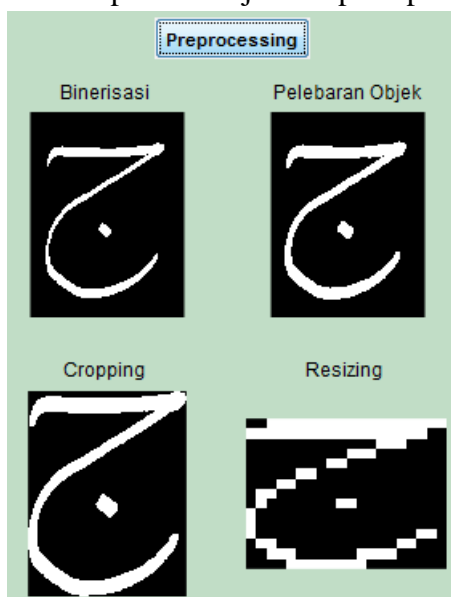 Preprocessing
Binerisasi
Pelebaran Objek
ج
ج
Cropping
Resizing
ج
ج